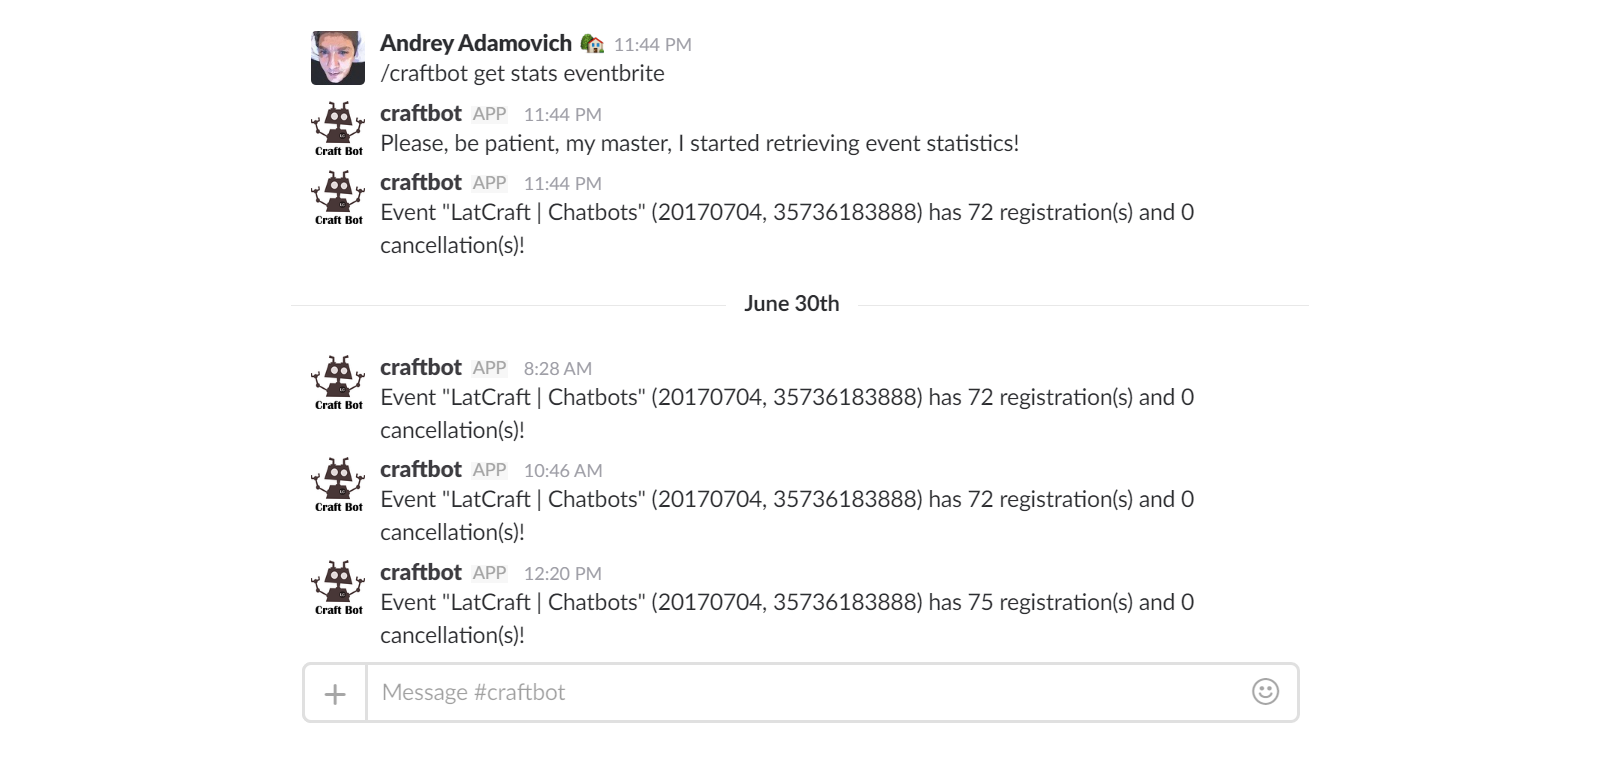 Andrey Adamovich 🏡 11:44 PM
/craftbot get stats eventbrite
craftbot APP 11:44 PM
Please, be patient, my master, I started retrieving event statistics!
Craft Bot
craftbot APP 11:44 PM
Event "LatCraft | Chatbots" (20170704, 35736183888) has 72 registration(s) and 0
Craft Bot
cancellation(s)!
June 30th
craftbot APP 8:28 AM
Event "LatCraft | Chatbots" (20170704, 35736183888) has 72 registration(s) and 0
Craft Bot
cancellation(s)!
craftbot APP 10:46 AM
Event "LatCraft | Chatbots" (20170704, 35736183888) has 72 registration(s) and 0
Craft Bot
cancellation(s)!
craftbot APP 12:20 PM
Event "LatCraft | Chatbots" (20170704, 35736183888) has 75 registration(s) and 0
Craft Bot
cancellation(s)!
Message #craftbot